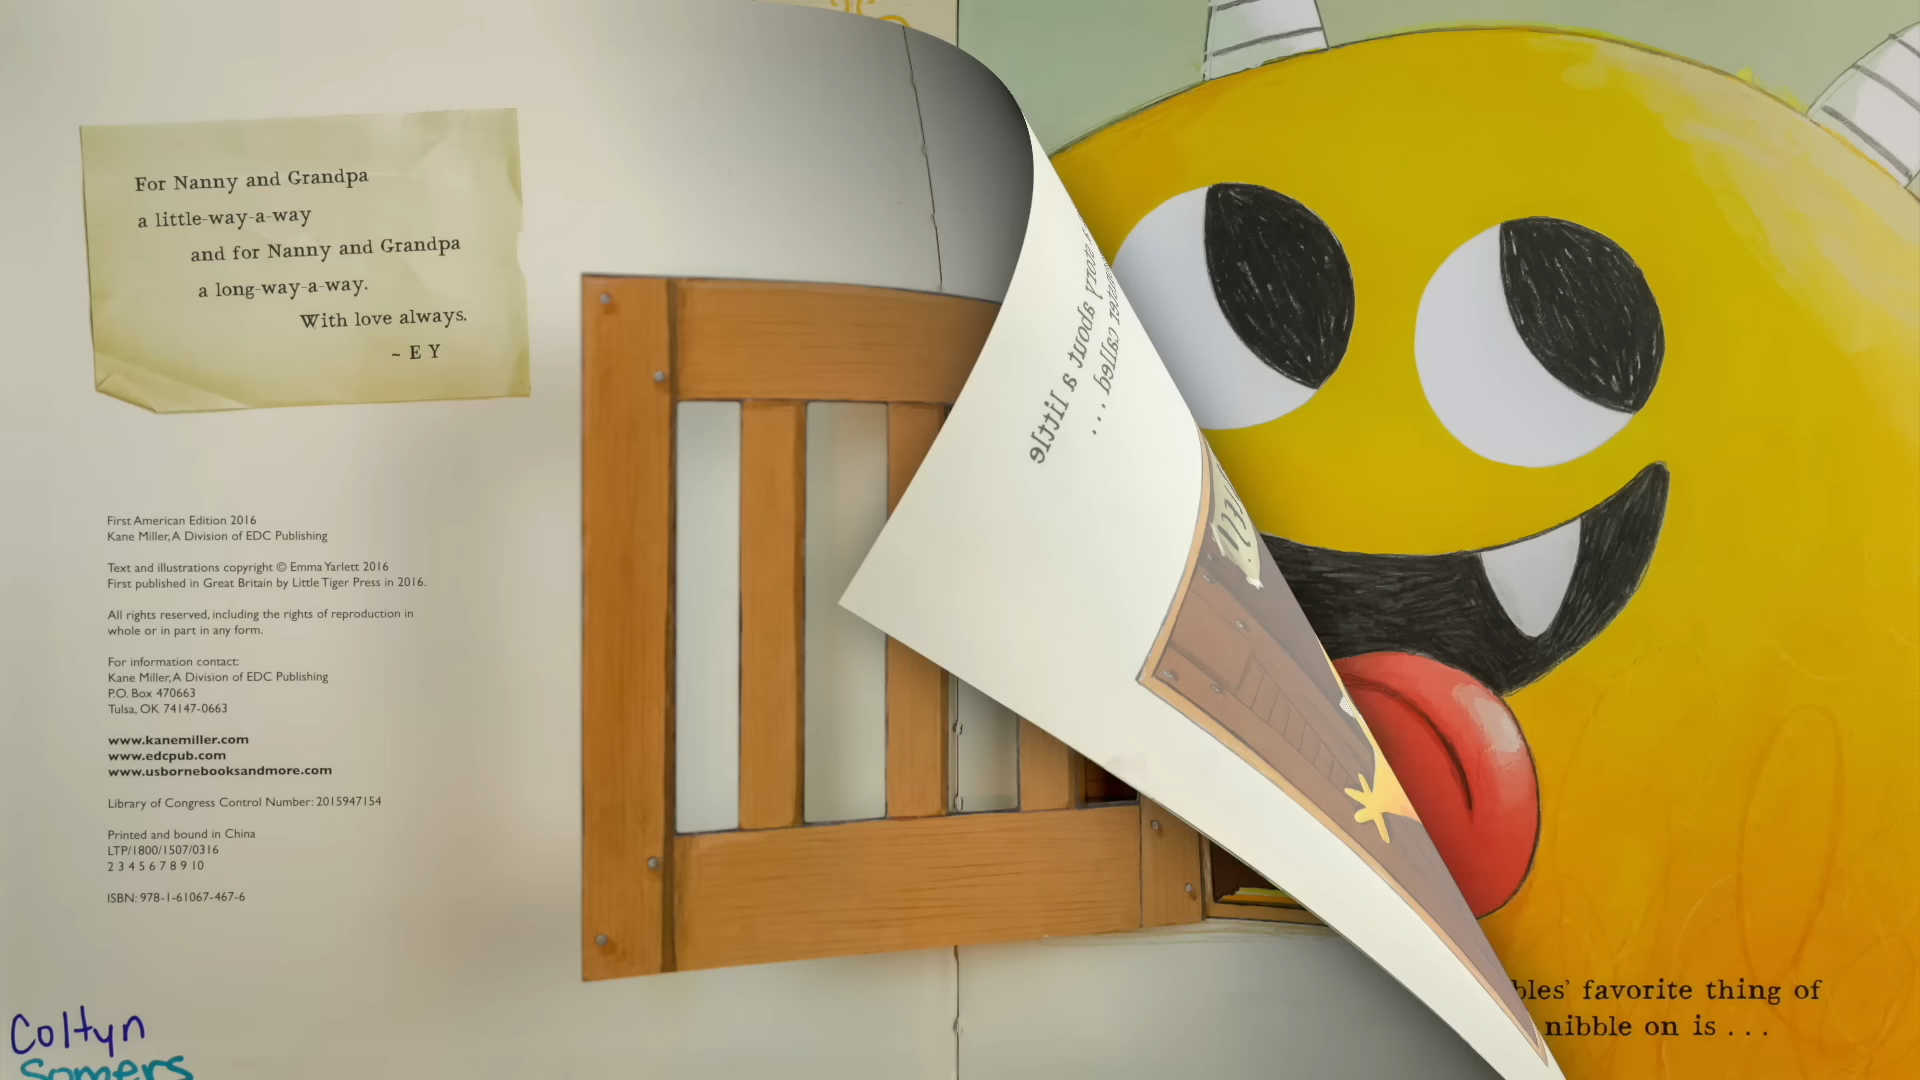 For Nanny and Grandpa
a little-way-a-way
and for Nanny and Grandpa
a long-way-a-way.
With love always.
~ E Y
First American Edition 2016
Kane Miller, A Division of EDC Publishing
Text and illustrations copyright © Emma Yarlett 2016
First published in Great Britain by Little Tiger Press in 2016.
All rights reserved, including the rights of reproduction in
whole or in part in any form.
For information contact:
Kane Miller, A Division of EDC Publishing
P.O. Box 470663
Tulsa, OK 74147-0663
www.kanemiller.com
www.edcpub.com
www.usbornebooksandmore.com
Library of Congress Control Number: 2015947154
Printed and bound in China
LTP/1800/1507/0316
2 3 4 5 6 7 8 9 10
ISBN: 978-1-61067-467-6
Coltyn
Somers
story about a little
called . . .
favorite thing of
nibble on is . . .